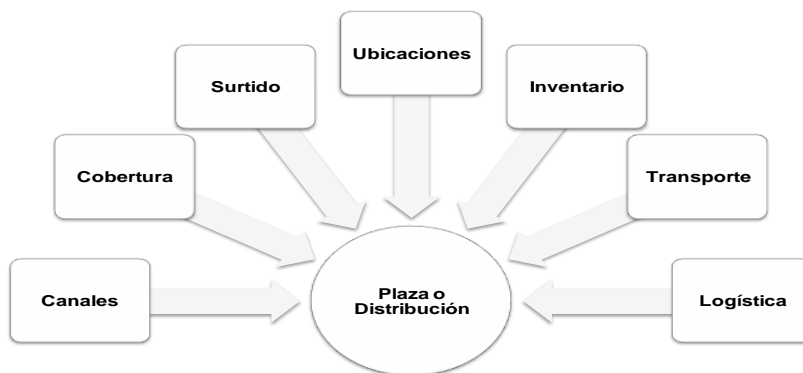 Ubicaciones
Surtido
Inventario
Cobertura
Transporte
Canales
Plaza o
Distribución
Logística